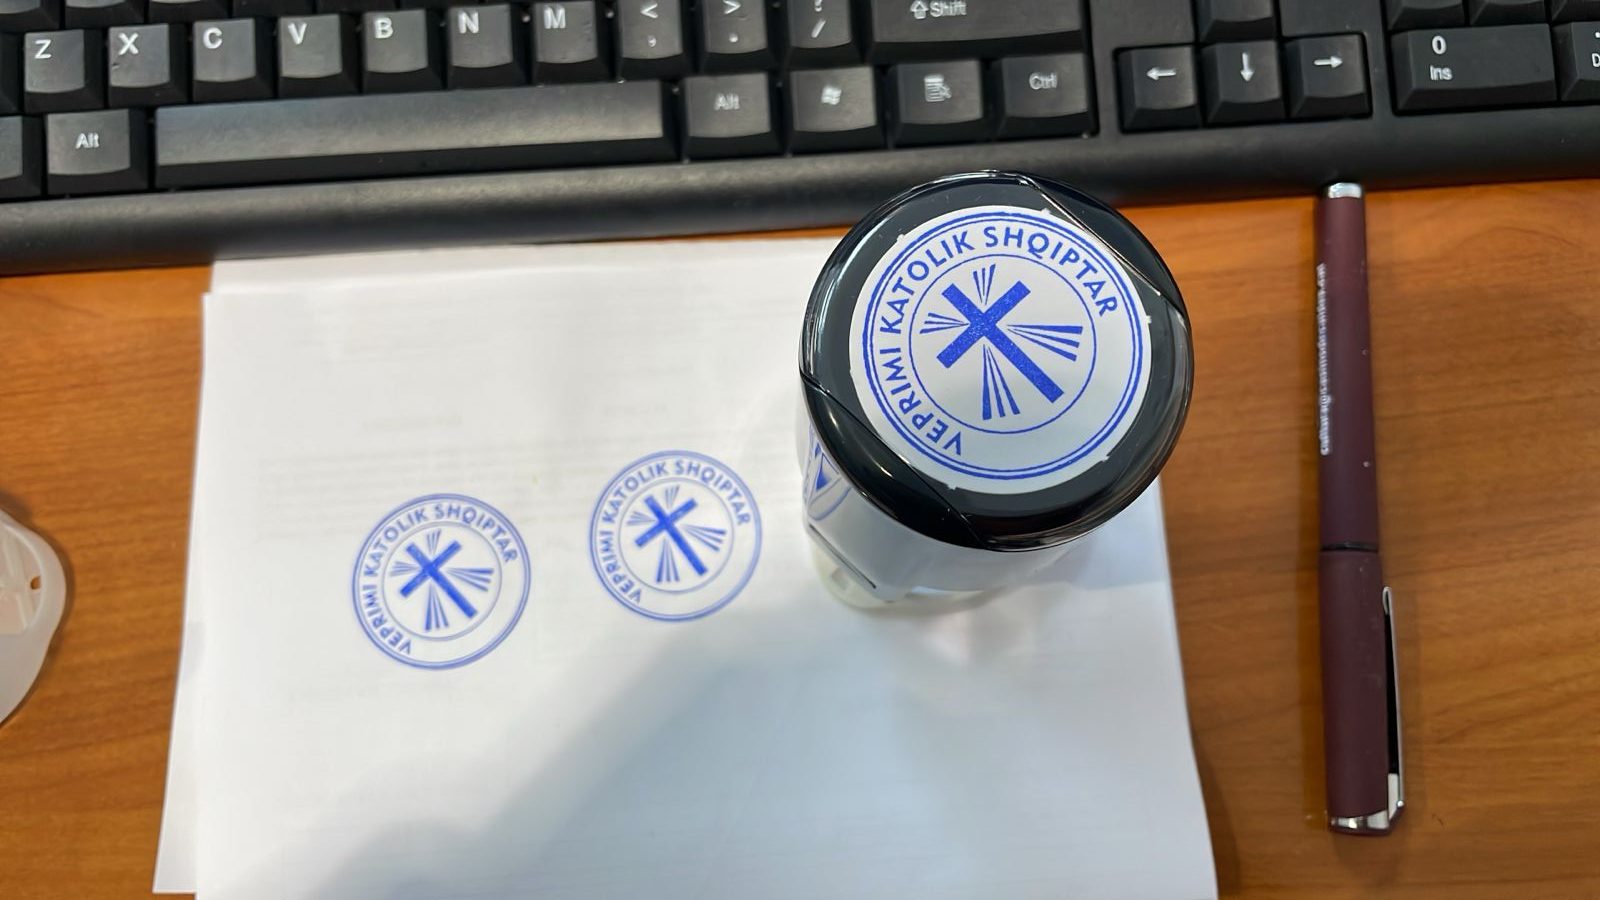 Z X C V B N M < , > . ? / ⇧Shift
Alt Alt Ctrl ← ↓ → 0 Ins
VEPRIMI KATOLIK SHQIPTAR
VEPRIMI KATOLIK SHQIPTAR
VEPRIMI KATOLIK SHQIPTAR